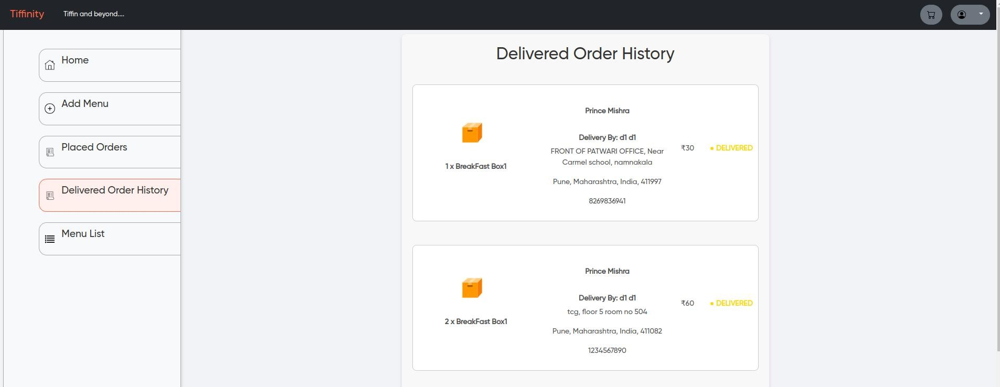 Tiffinity
Tiffin and beyond....
Home
Add Menu
Placed Orders
Delivered Order History
Menu List
Delivered Order History
Prince Mishra
Delivery By: d1 d1
FRONT OF PATWARI OFFICE, Near
Carmel school, namnakala
Pune, Maharashtra, India, 411997
8269836941
1 x BreakFast Box1
₹30
DELIVERED
Prince Mishra
Delivery By: d1 d1
tcg, floor 5 room no 504
Pune, Maharashtra, India, 411082
1234567890
2 x BreakFast Box1
₹60
DELIVERED